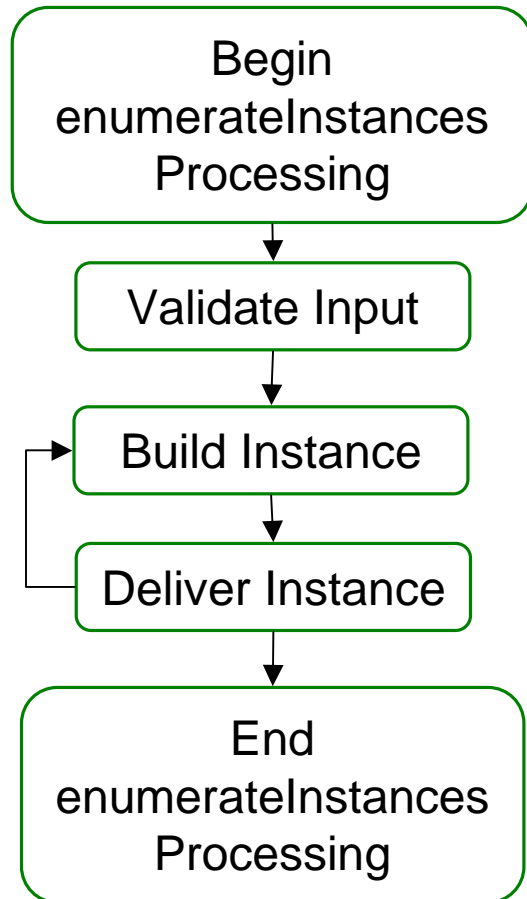 Begin
enumerateInstances
Processing
Validate Input
Build Instance
Deliver Instance
End
enumerateInstances
Processing